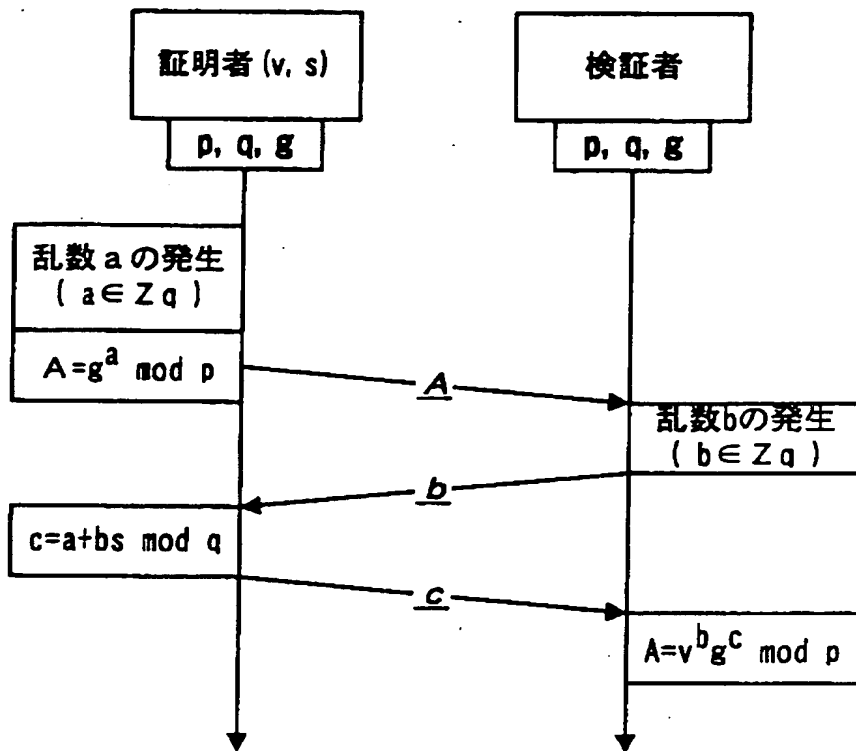 証明者(v, s)
検証者
p, q, g
p, q, g
乱数aの発生
( a∈Zq )
A=g^a mod p
A
乱数bの発生
( b∈Zq )
b
c=a+bs mod q
c
A=v^b g^c mod p